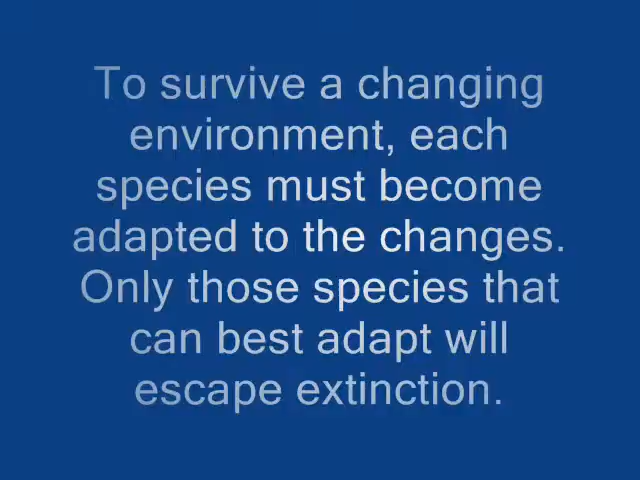 To survive a changing
environment, each
species must become
adapted to the changes.
Only those species that
can best adapt will
escape extinction.